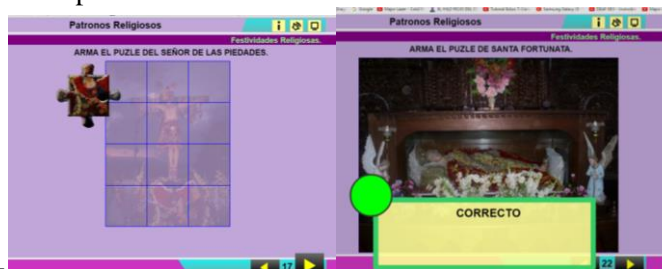 Patronos Religiosos
Festividades Religiosas.
ARMA EL PUZLE DEL SEÑOR DE LAS PIEDADES.
17
Patronos Religiosos
Festividades Religiosas.
ARMA EL PUZLE DE SANTA FORTUNATA.
CORRECTO
22